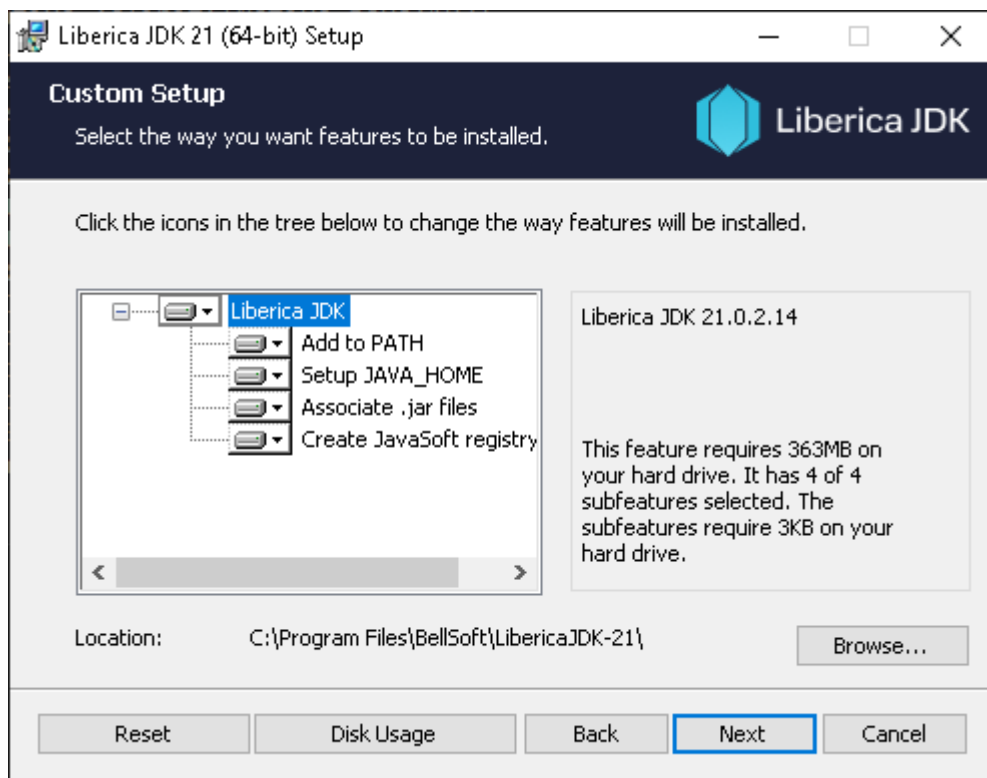 Liberica JDK 21 (64-bit) Setup
Custom Setup
Select the way you want features to be installed.
Liberica JDK
Click the icons in the tree below to change the way features will be installed.
Liberica JDK
Add to PATH
Setup JAVA_HOME
Associate .jar files
Create JavaSoft registry
Liberica JDK 21.0.2.14
This feature requires 363MB on
your hard drive. It has 4 of 4
subfeatures selected. The
subfeatures require 3KB on your
hard drive.
Location: C:\Program Files\BellSoft\LibericaJDK-21\
Browse...
Reset Disk Usage Back Next Cancel